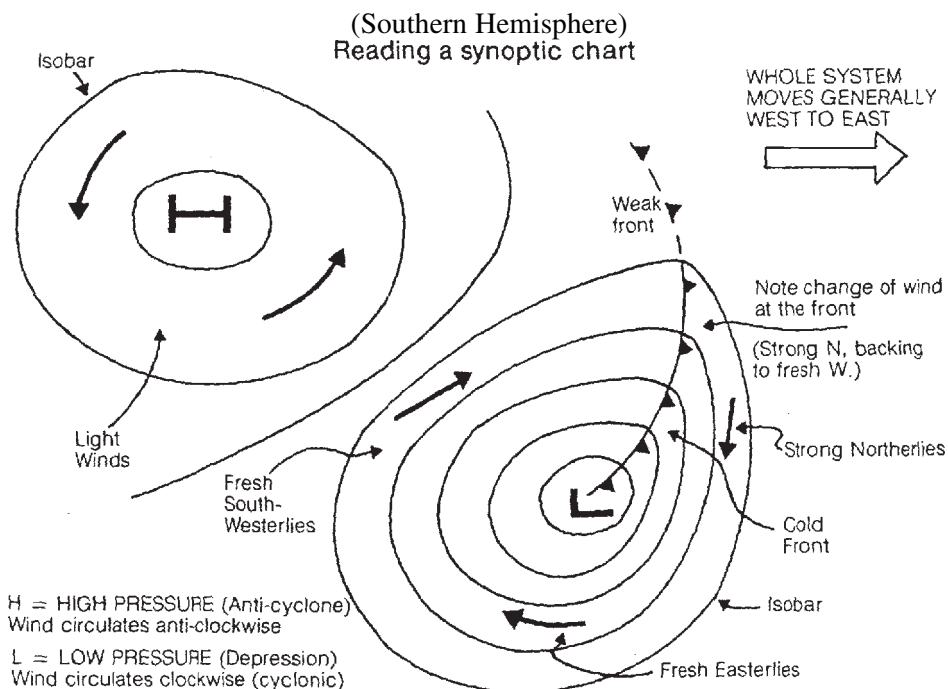 (Southern Hemisphere)
Reading a synoptic chart
Isobar
WHOLE SYSTEM
MOVES GENERALLY
WEST TO EAST
H
Weak
front
Note change of wind
at the front
(Strong N, backing
to fresh W.)
Light
Winds
Fresh
South-
Westerlies
Strong Northerlies
L
Cold
Front
Isobar
H = HIGH PRESSURE (Anti-cyclone)
Wind circulates anti-clockwise
L = LOW PRESSURE (Depression)
Wind circulates clockwise (cyclonic)
Fresh Easterlies